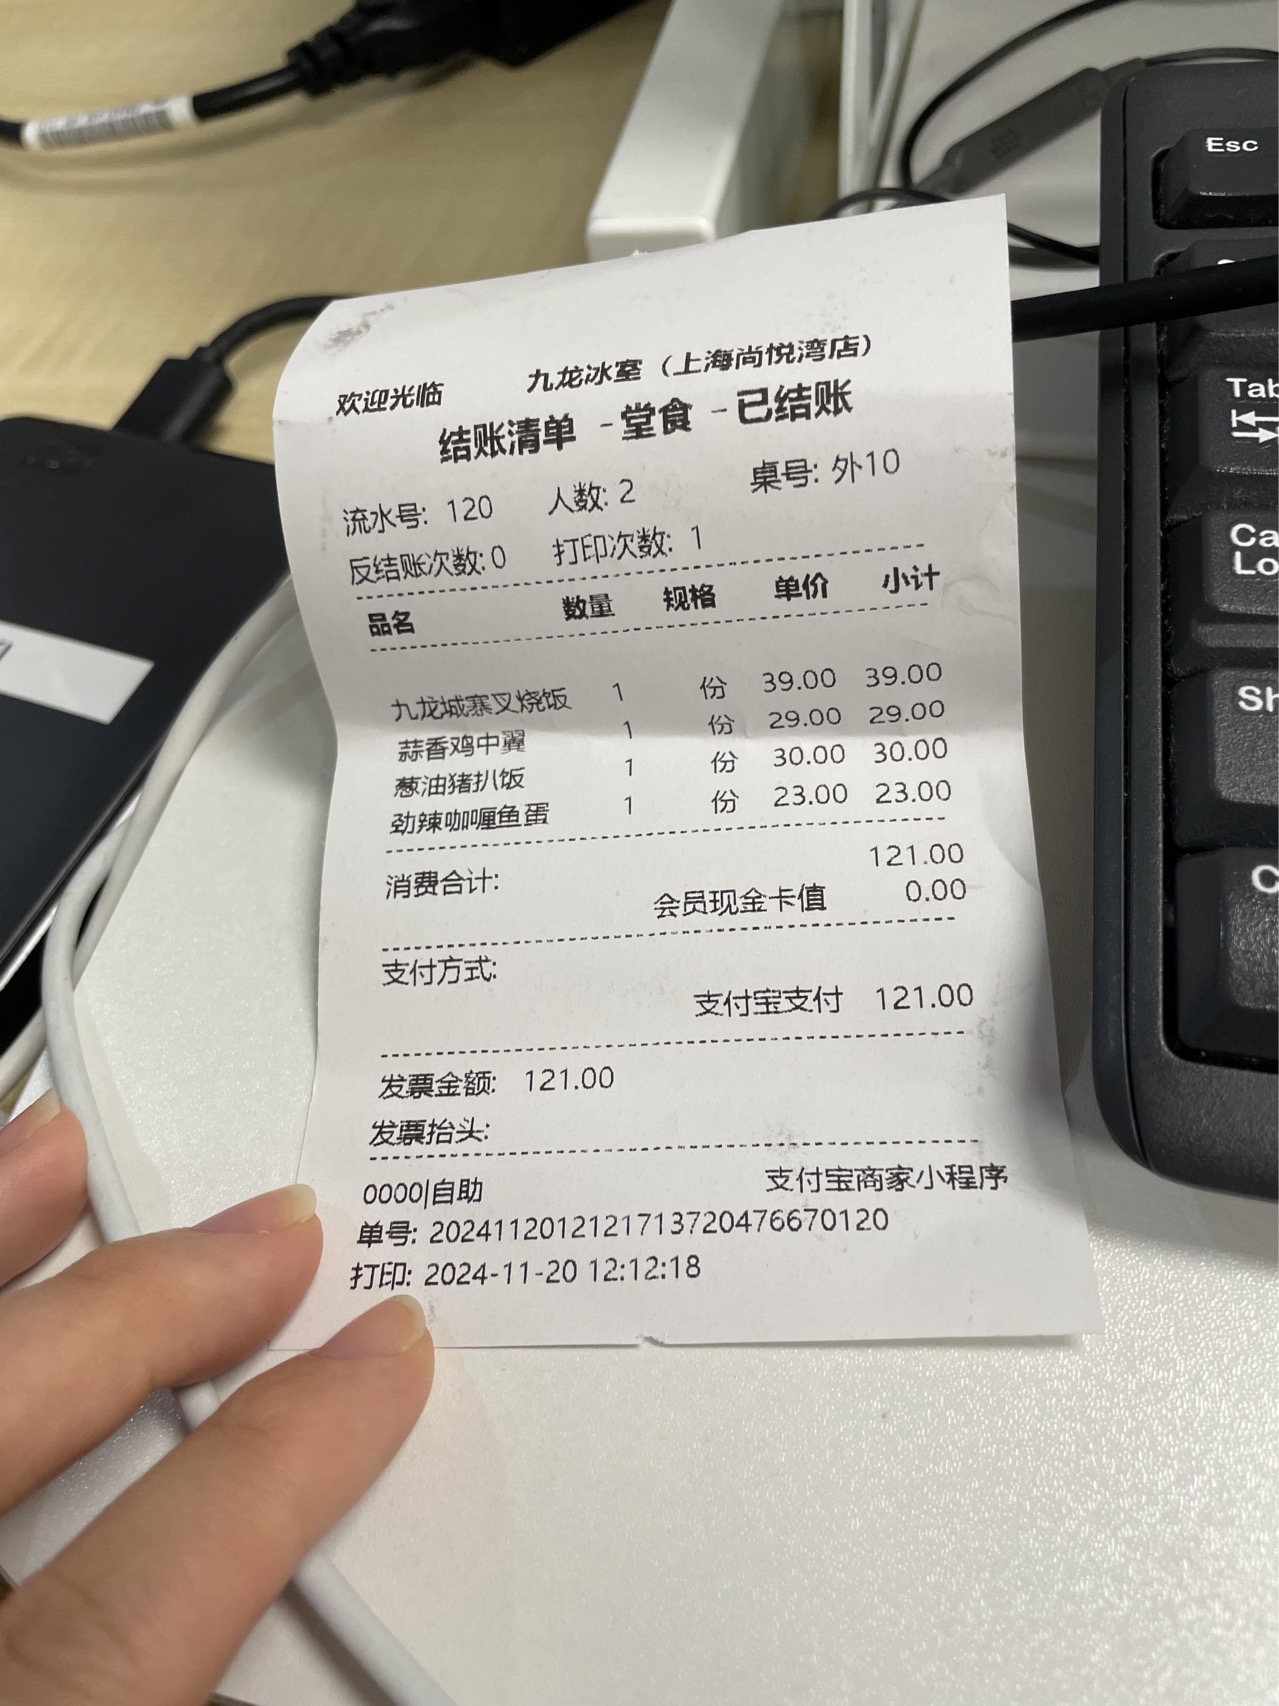 欢迎光临 九龙冰室（上海尚悦湾店）
结账清单 -堂食 -已结账
流水号: 120 人数: 2 桌号: 外10
反结账次数:0 打印次数: 1
品名 数量 规格 单价 小计
九龙城寨叉烧饭 1 份 39.00 39.00
蒜香鸡中翼 1 份 29.00 29.00
葱油猪扒饭 1 份 30.00 30.00
劲辣咖喱鱼蛋 1 份 23.00 23.00
消费合计: 121.00
会员现金卡值 0.00
支付方式:
支付宝支付 121.00
发票金额: 121.00
发票抬头:
0000|自助 支付宝商家小程序
单号: 2024112012121713720476670120
打印: 2024-11-20 12:12:18
Esc
Tab
Ca
Lo
Sh
C